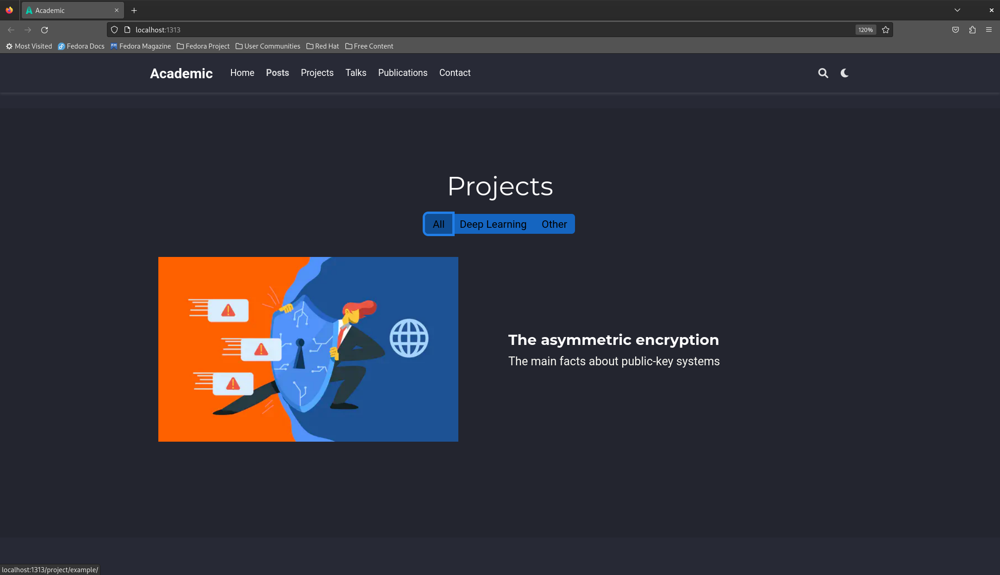 Academic
localhost:1313
120%
Most Visited Fedora Docs Fedora Magazine Fedora Project User Communities Red Hat Free Content
Academic Home Posts Projects Talks Publications Contact
Projects
All Deep Learning Other
The asymmetric encryption
The main facts about public-key systems
localhost:1313/project/example/